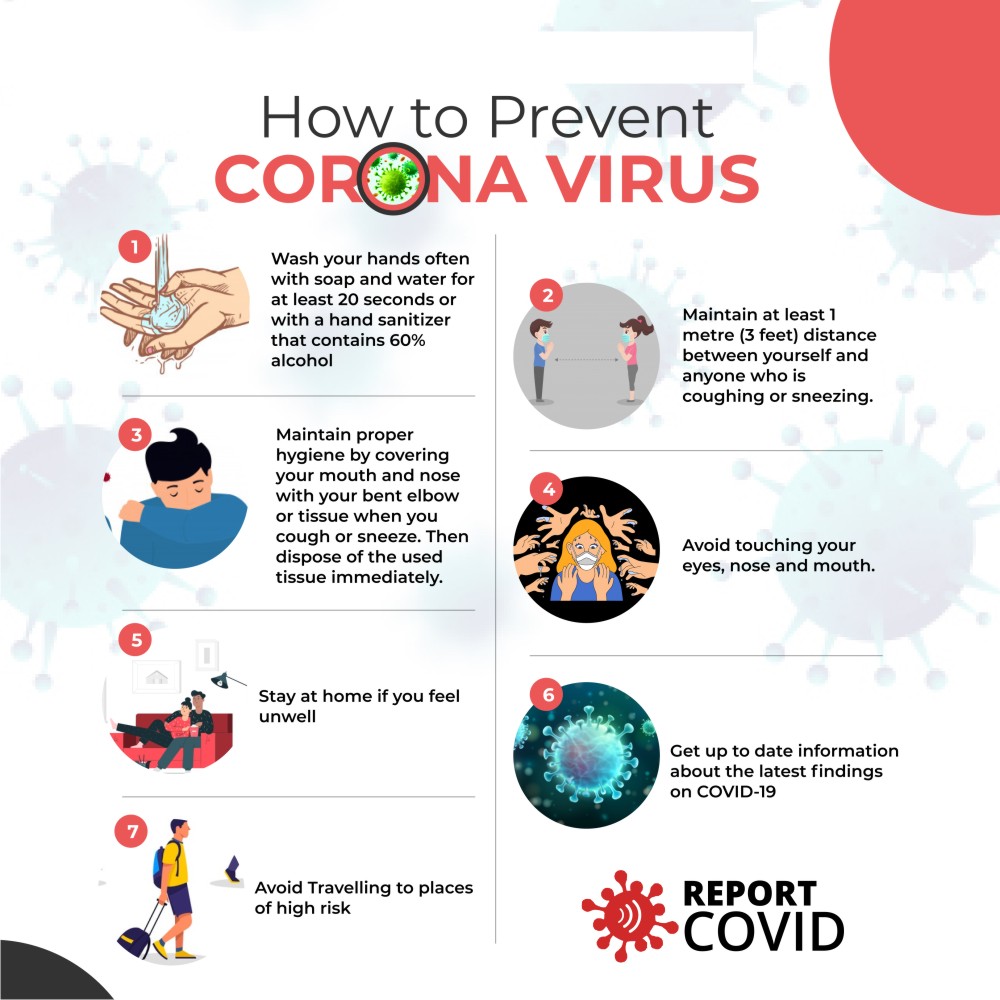 How to Prevent
CORONA VIRUS
1
Wash your hands often
with soap and water for
at least 20 seconds or
with a hand sanitizer
that contains 60%
alcohol
2
Maintain at least 1
metre (3 feet) distance
between yourself and
anyone who is
coughing or sneezing.
3
Maintain proper
hygiene by covering
your mouth and nose
with your bent elbow
or tissue when you
cough or sneeze. Then
dispose of the used
tissue immediately.
4
Avoid touching your
eyes, nose and mouth.
5
Stay at home if you feel
unwell
6
Get up to date information
about the latest findings
on COVID-19
7
Avoid Travelling to places
of high risk
REPORT
COVID